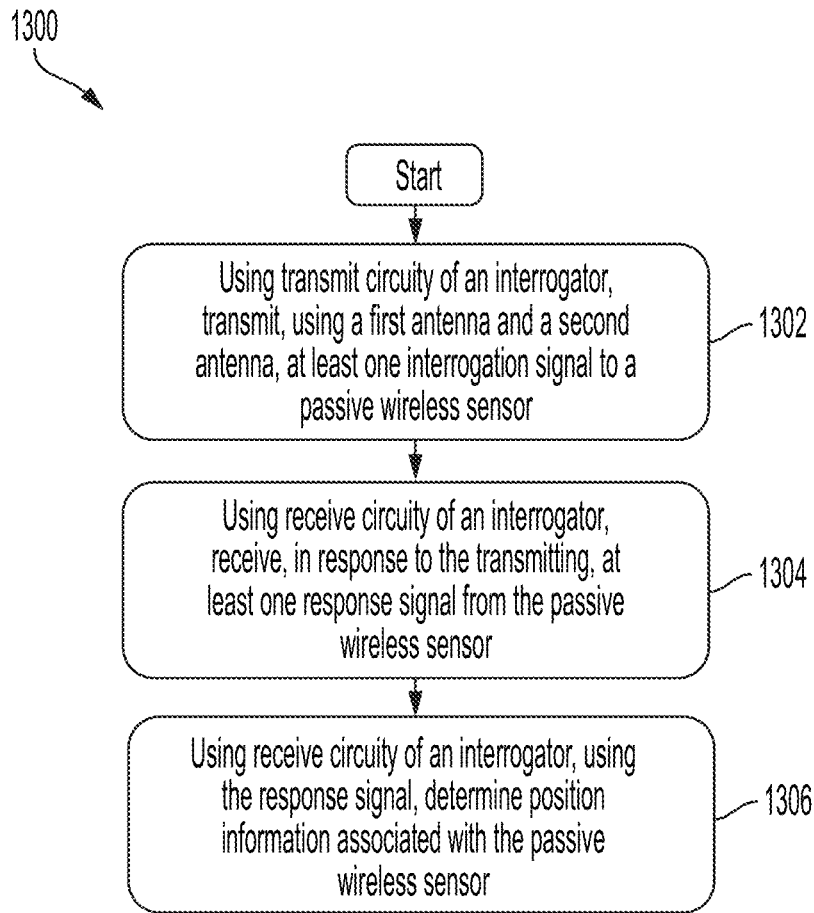 1300
Start
Using transmit circuity of an interrogator,
transmit, using a first antenna and a second
antenna, at least one interrogation signal to a
passive wireless sensor
1302
Using receive circuity of an interrogator,
receive, in response to the transmitting, at
least one response signal from the passive
wireless sensor
1304
Using receive circuity of an interrogator, using
the response signal, determine position
information associated with the passive
wireless sensor
1306